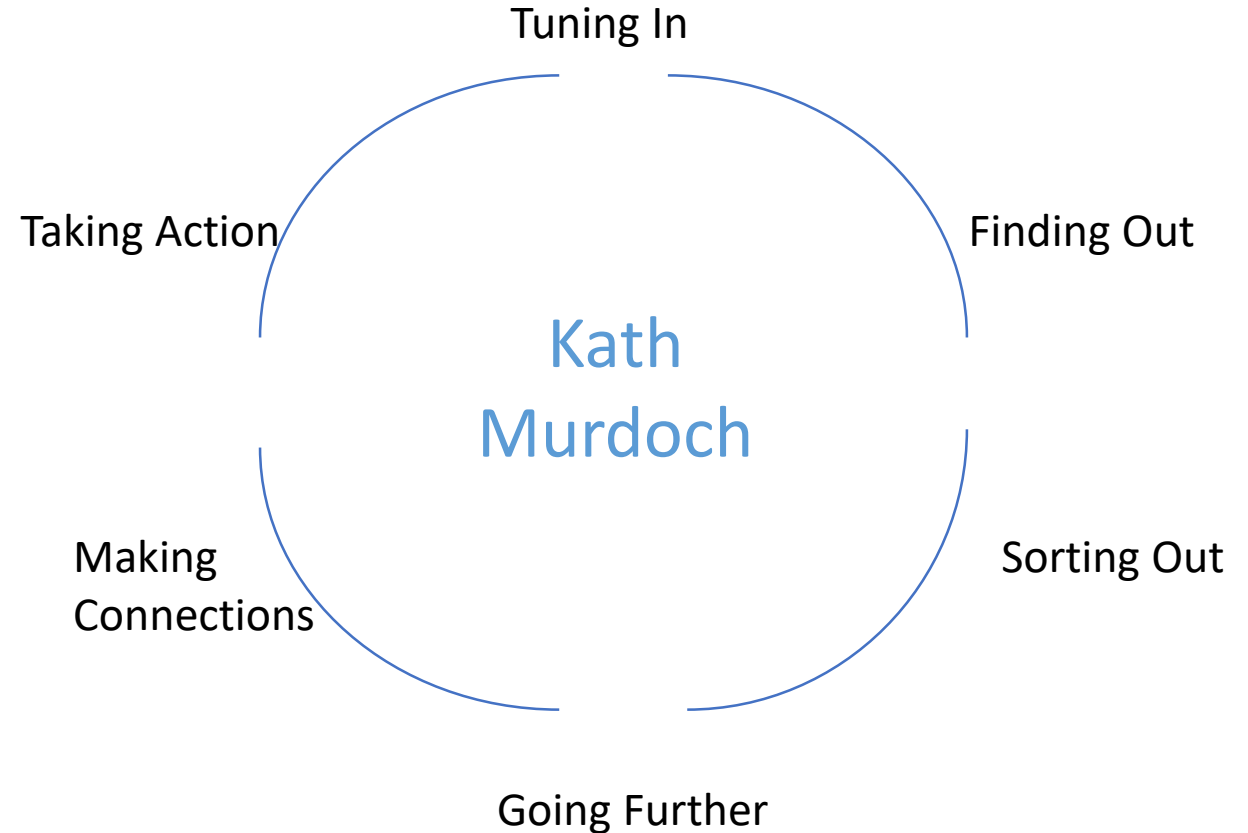 Tuning In
Taking Action
Finding Out
Kath
Murdoch
Making
Connections
Sorting Out
Going Further